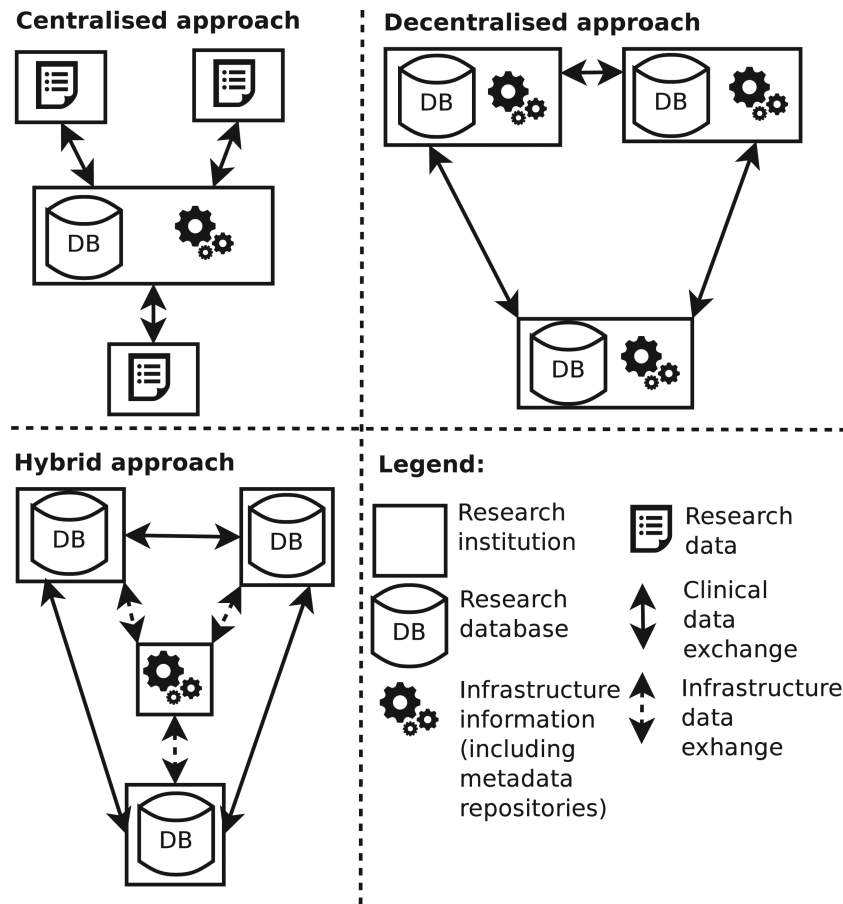 Centralised approach
Decentralised approach
DB
DB
DB
DB
Hybrid approach
DB
DB
DB
Legend:
Research
institution
Research
data
DB
Research
database
Clinical
data
exchange
Infrastructure
information
(including
metadata
repositories)
Infrastructure
data
exhange